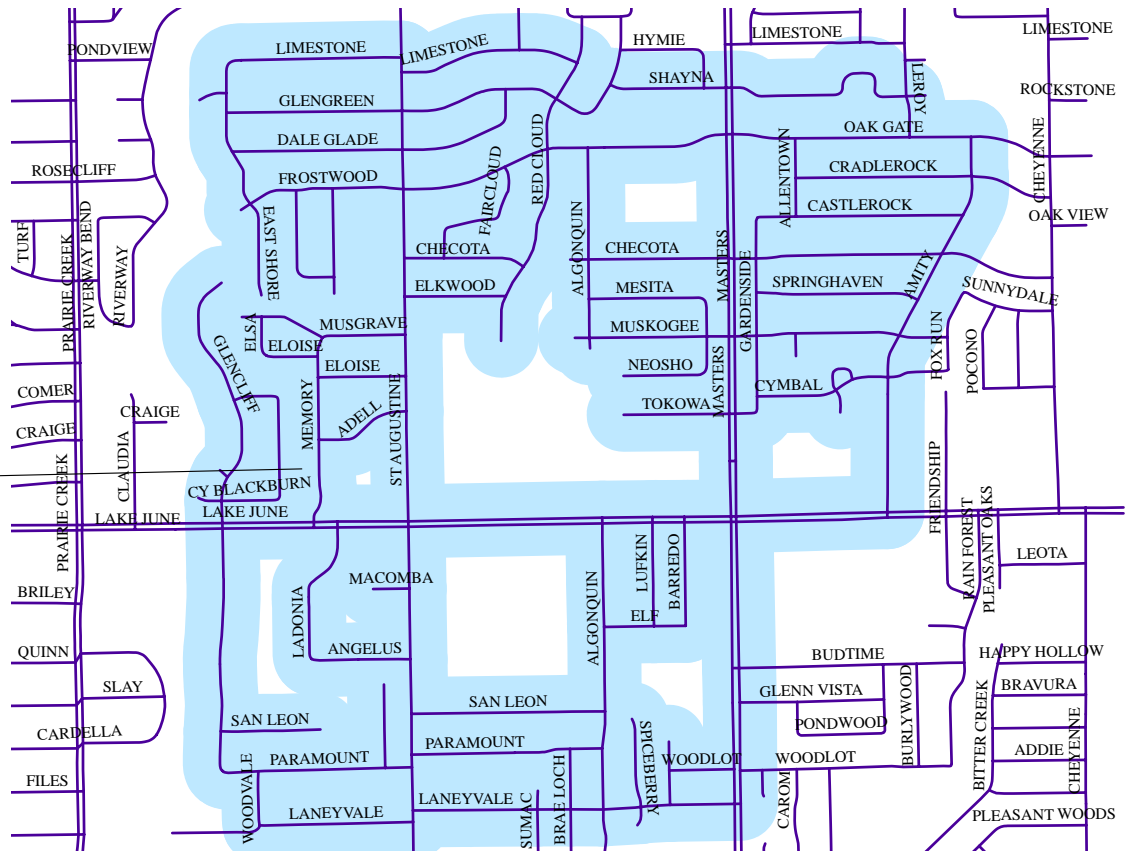 LIMESTONE
HYMIE
LIMESTONE
LIMESTONE
PONDVIEW
LIMESTONE
SHAYNA
LEROY
ROCKSTONE
GLENGREEN
OAK GATE
DALE GLADE
RED CLOUD
CHEYENNE
ROSECLIFF
FROSTWOOD
FAIRCLOUD
ALLENTOWN
CRADLEROCK
CASTLEROCK
OAK VIEW
TURF
PRAIRIE CREEK
RIVERWAY BEND
RIVERWAY
EAST SHORE
CHECOTA
ALGONQUIN
CHECOTA
MASTERS
GARDENSIDE
SPRINGHAVEN
AMITY
SUNNYDALE
ELKWOOD
MESITA
ELSA
MUSGRAVE
MUSKOGEE
FOX RUN
POCONO
GLENCLIFF
ELOISE
ELOISE
NEOSHO
MASTERS
CYMBAL
COMER
CRAIGE
CRAIGE
MEMORY
ADELL
ST AUGUSTINE
TOKOWA
CLAUDIA
PRAIRIE CREEK
CY BLACKBURN
LAKE JUNE
LAKE JUNE
FRIENDSHIP
RAIN FOREST
PLEASANT OAKS
LUFKIN
BARREDO
LEOTA
MACOMBA
BRILEY
LADONIA
ALGONQUIN
ELF
ANGELUS
QUINN
BUDTIME
HAPPY HOLLOW
SLAY
GLENN VISTA
BRAVURA
SAN LEON
SAN LEON
PONDWOOD
BURLYWOOD
BITTER CREEK
CHEYENNE
CARDELLA
PARAMOUNT
PARAMOUNT
SPICEBERRY
WOODLOT
WOODLOT
ADDIE
FILES
WOODVALE
LANEYVALE
LANEYVALE
SUMAC
BRAE LOCH
CAROM
PLEASANT WOODS